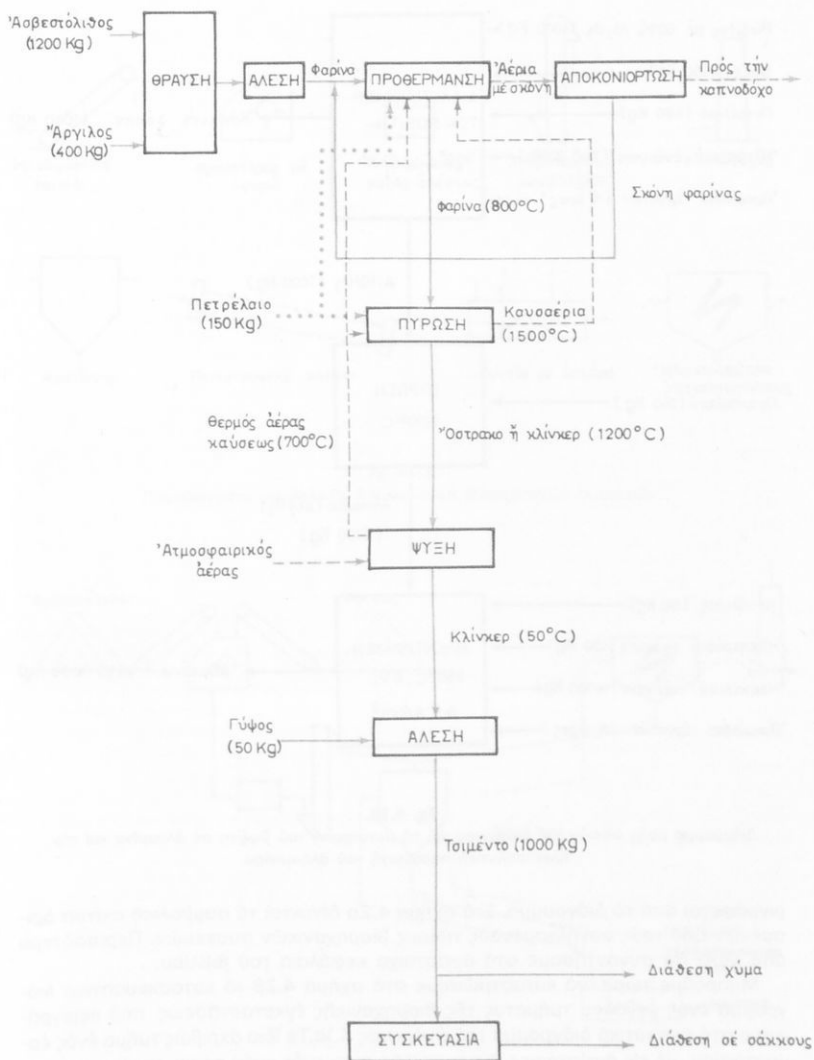 Ἀσβεστόλιθος
(1200 Kg)
ΘΡΑΥΣΗ
ΑΛΕΣΗ
Φαρίνα
ΠΡΟΘΕΡΜΑΝΣΗ
Ἀέρια
μέ σκόνη
ΑΠΟΚΟΝΙΟΡΤΩΣΗ
Πρός τήν
καπνοδόχο
Ἄργιλος
(400 Kg)
Φαρίνα (800°C)
Σκόνη φαρίνας
Πετρέλαιο
(150 Kg)
ΠΥΡΩΣΗ
Καυσαέρια
(1500°C)
Θερμός ἀέρας
καύσεως (700°C)
Ὄστρακο ἤ κλίνκερ (1200°C)
Ἀτμοσφαιρικός
ἀέρας
ΨΥΞΗ
Κλίνκερ (50°C)
Γύψος
(50 Kg)
ΑΛΕΣΗ
Τσιμέντο (1000 Kg)
Διάθεση χύμα
ΣΥΣΚΕΥΑΣΙΑ
Διάθεση σέ σάκκους